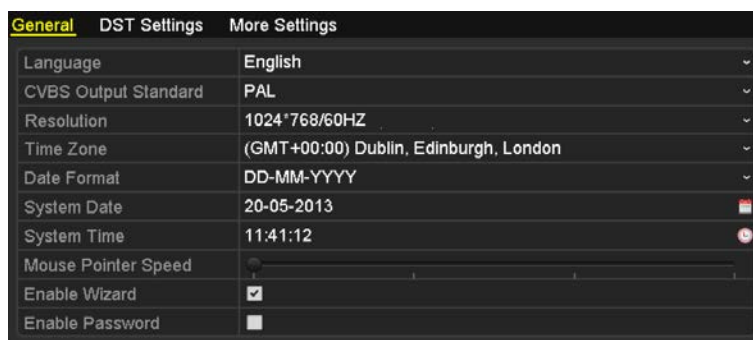 General DST Settings More Settings
Language English
CVBS Output Standard PAL
Resolution 1024*768/60HZ
Time Zone (GMT+00:00) Dublin, Edinburgh, London
Date Format DD-MM-YYYY
System Date 20-05-2013
System Time 11:41:12
Mouse Pointer Speed
Enable Wizard
Enable Password